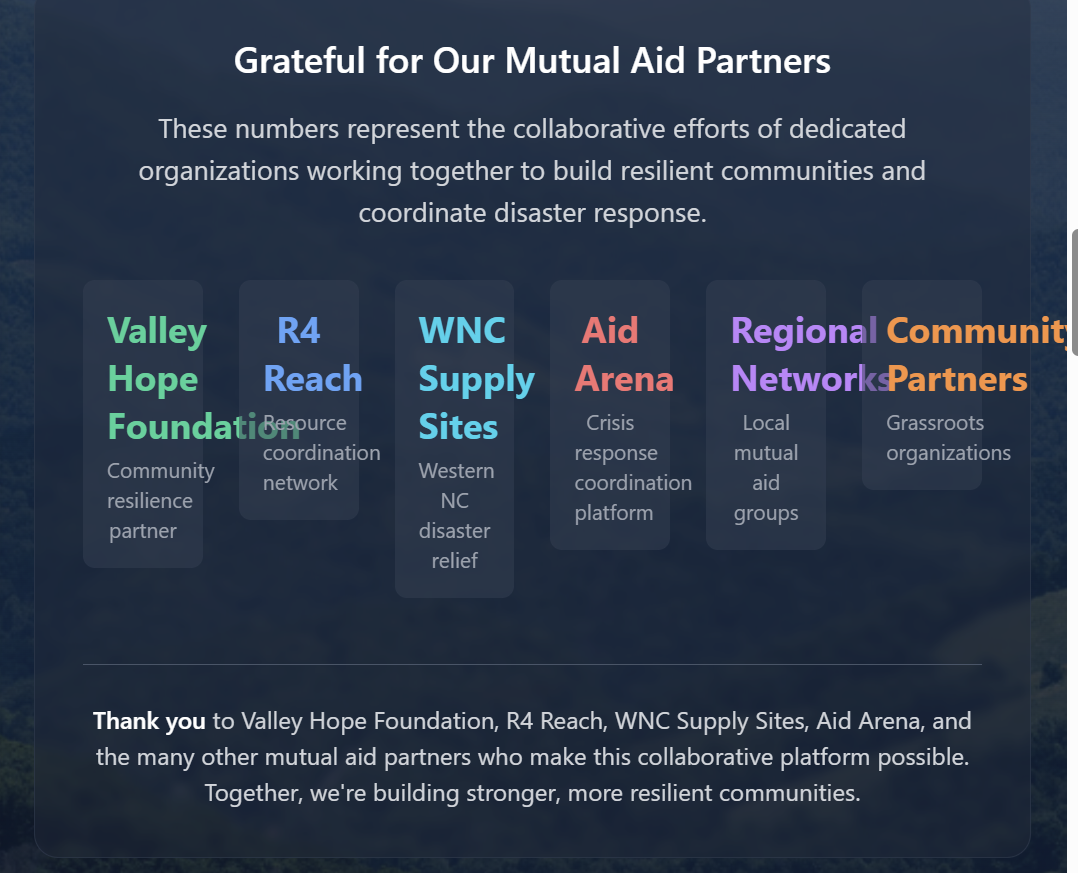 Grateful for Our Mutual Aid Partners
These numbers represent the collaborative efforts of dedicated
organizations working together to build resilient communities and
coordinate disaster response.
Valley
Hope
Foundation
Community
resilience
partner
R4
Reach
Resource
coordination
network
WNC
Supply
Sites
Western
NC
disaster
relief
Aid
Arena
Crisis
response
coordination
platform
Regional
Networks
Local
mutual
aid
groups
Community
Partners
Grassroots
organizations
Thank you to Valley Hope Foundation, R4 Reach, WNC Supply Sites, Aid Arena, and
the many other mutual aid partners who make this collaborative platform possible.
Together, we're building stronger, more resilient communities.